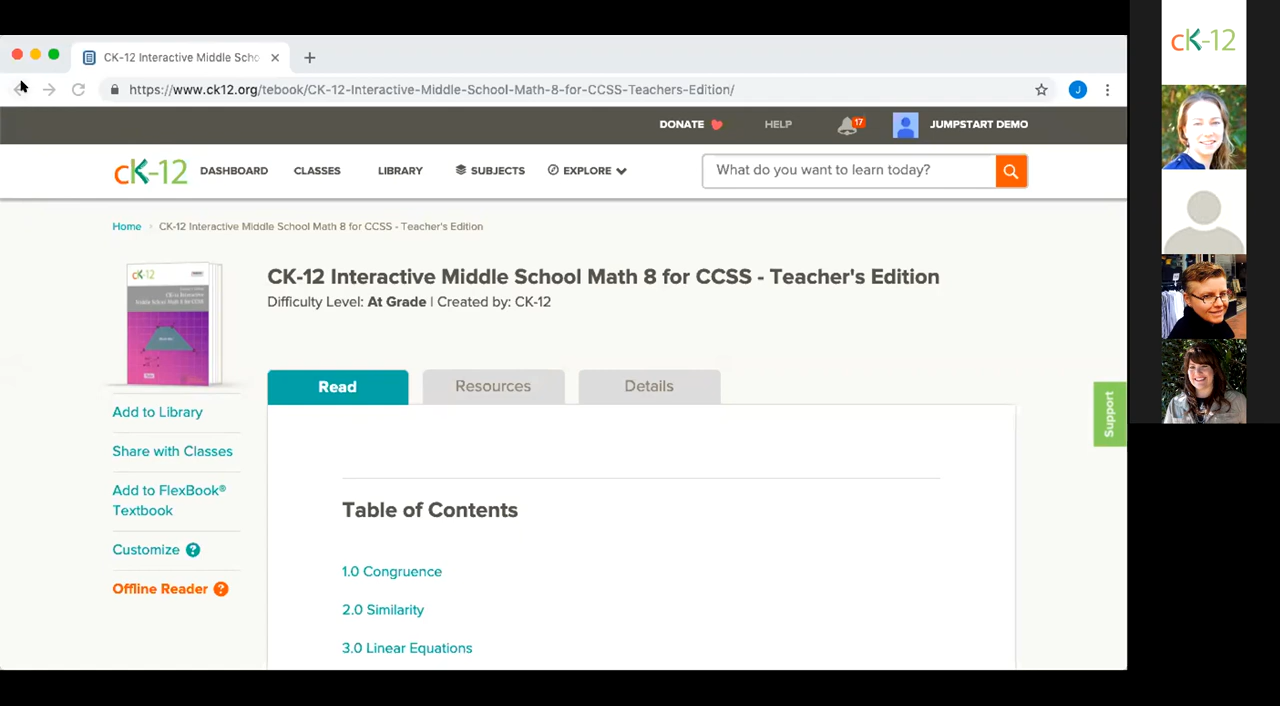 CK-12 Interactive Middle Scho
https://www.ck12.org/tebook/CK-12-Interactive-Middle-School-Math-8-for-CCSS-Teachers-Edition/
J
DONATE
HELP
17
JUMPSTART DEMO
cK-12
DASHBOARD
CLASSES
LIBRARY
SUBJECTS
EXPLORE
What do you want to learn today?
Home
CK-12 Interactive Middle School Math 8 for CCSS - Teacher's Edition
cK-12
CK-12 Interactive Middle School Math 8 for CCSS - Teacher's Edition
Difficulty Level: At Grade | Created by: CK-12
Read
Resources
Details
Add to Library
Share with Classes
Add to FlexBook®
Textbook
Customize ?
Offline Reader ?
Table of Contents
1.0 Congruence
2.0 Similarity
3.0 Linear Equations
Support
cK-12